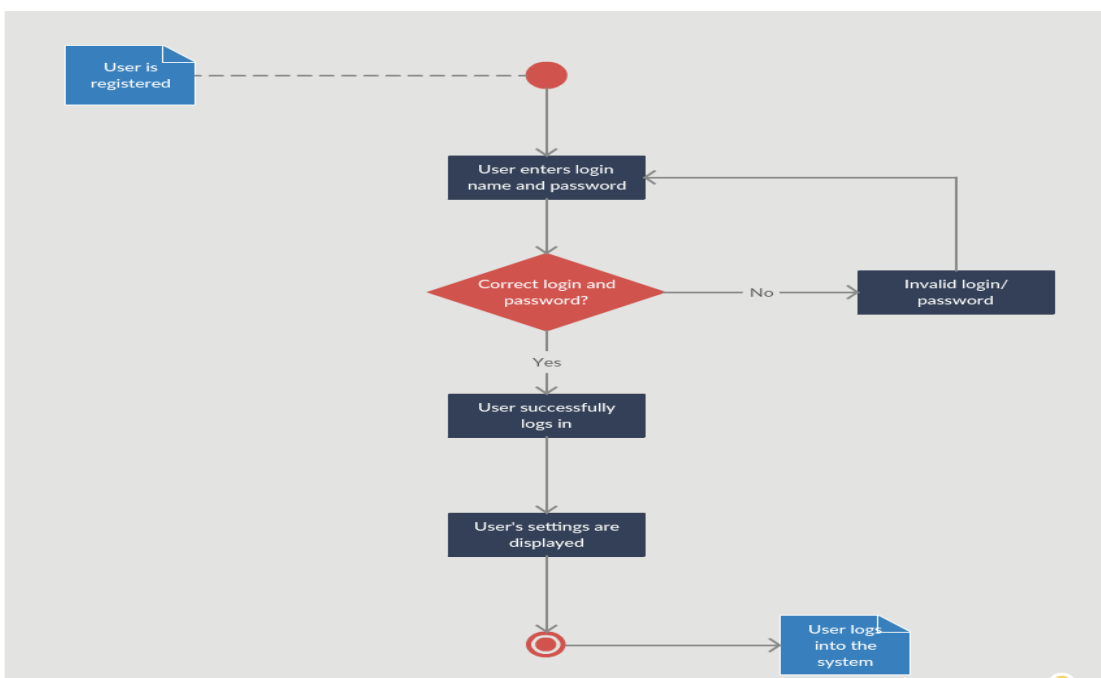 User is
registered
User enters login
name and password
Correct login and
password?
No
Invalid login/
password
Yes
User successfully
logs in
User's settings are
displayed
User logs
into the
system